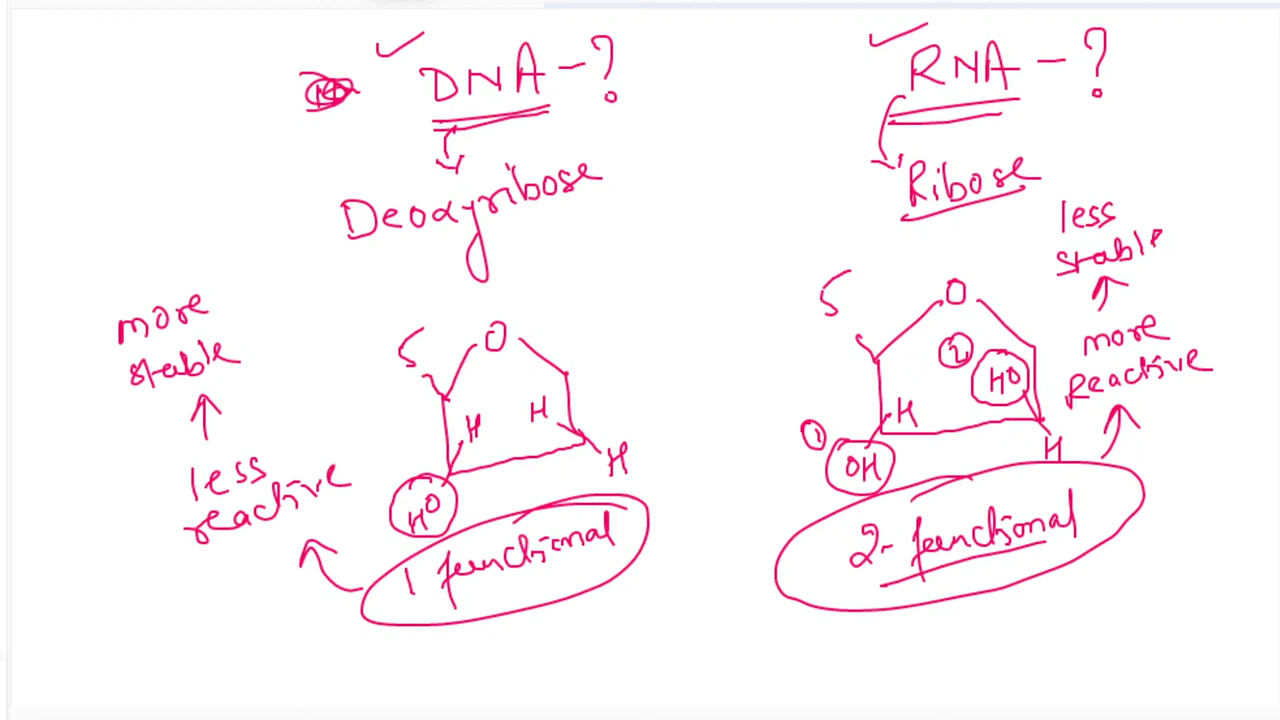 DNA - ?
Deoxyribose
more
stable
less
reactive
5
O
H
H
H
HO
1 functional
RNA - ?
Ribose
less
stable
more
Reactive
5
O
2
HO
H
1
OH
H
2- functional